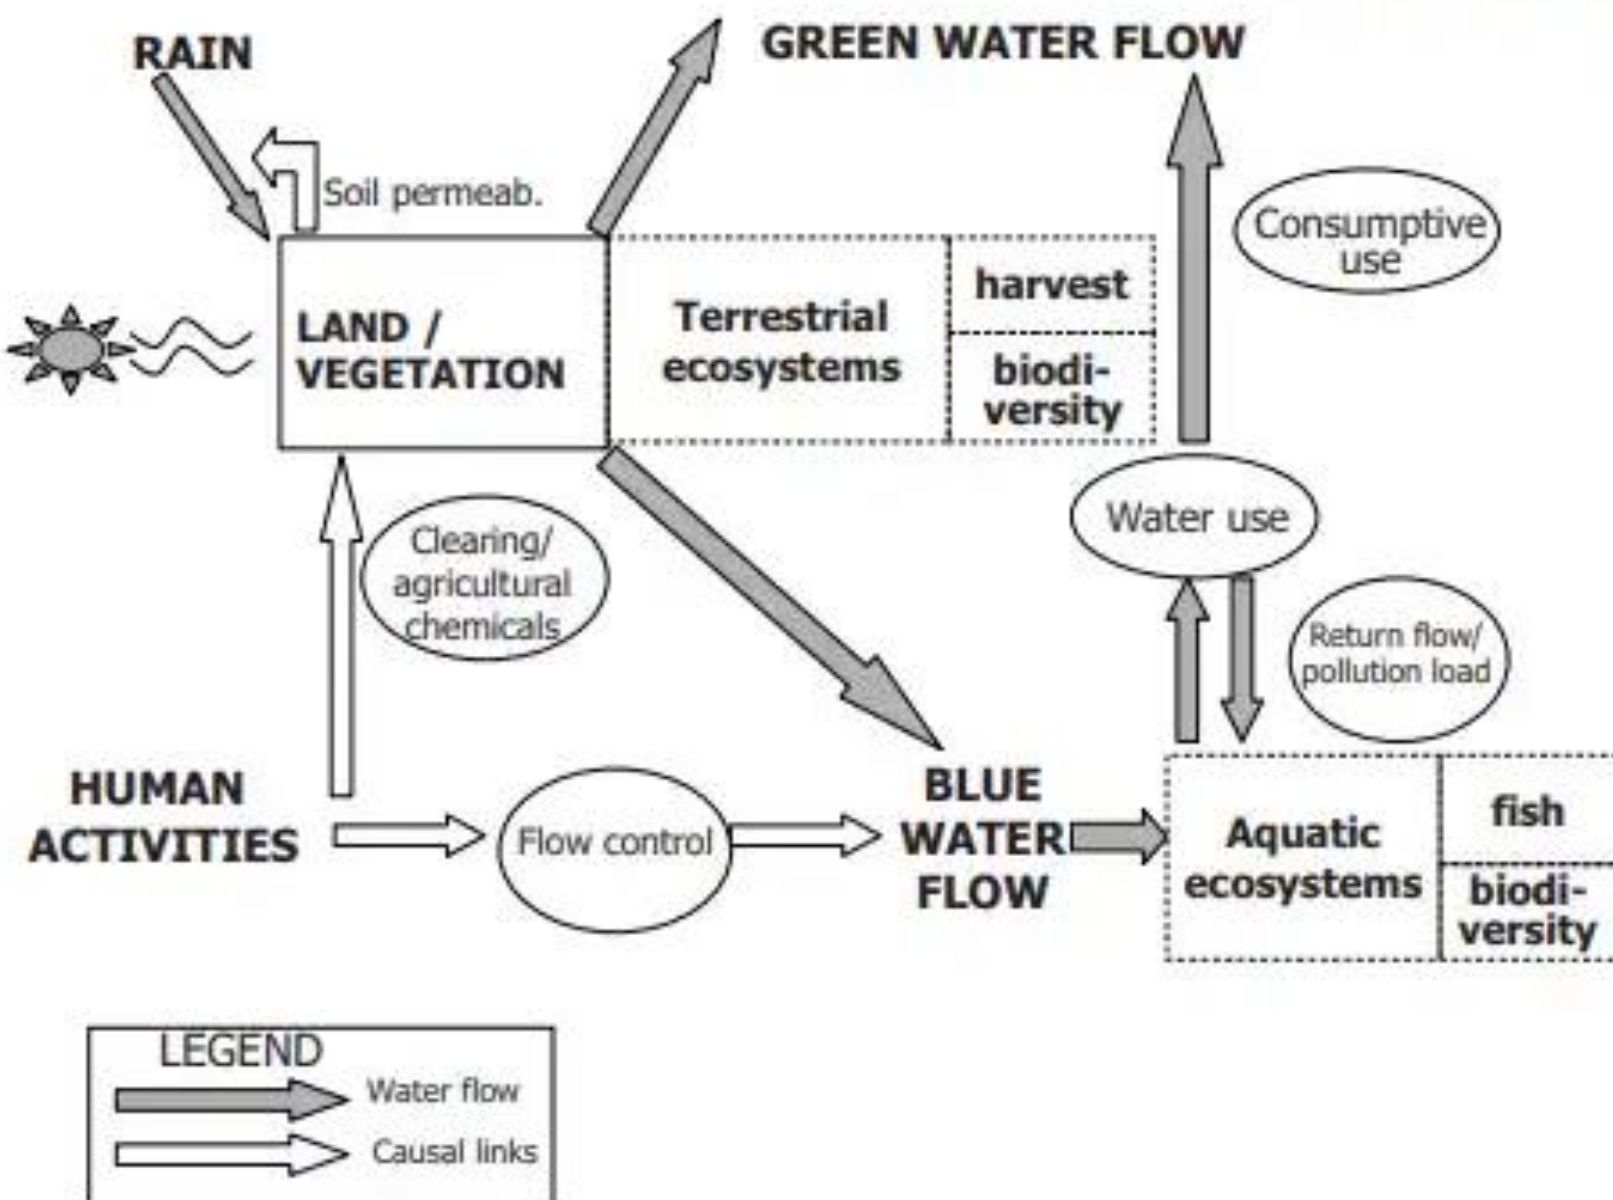 RAIN
GREEN WATER FLOW
Soil permeab.
Consumptive
use
LAND /
VEGETATION
Terrestrial
ecosystems
harvest
biodi-
versity
Water use
Clearing/
agricultural
chemicals
Return flow/
pollution load
HUMAN
ACTIVITIES
Flow control
BLUE
WATER
FLOW
Aquatic
ecosystems
fish
biodi-
versity
LEGEND
Water flow
Causal links